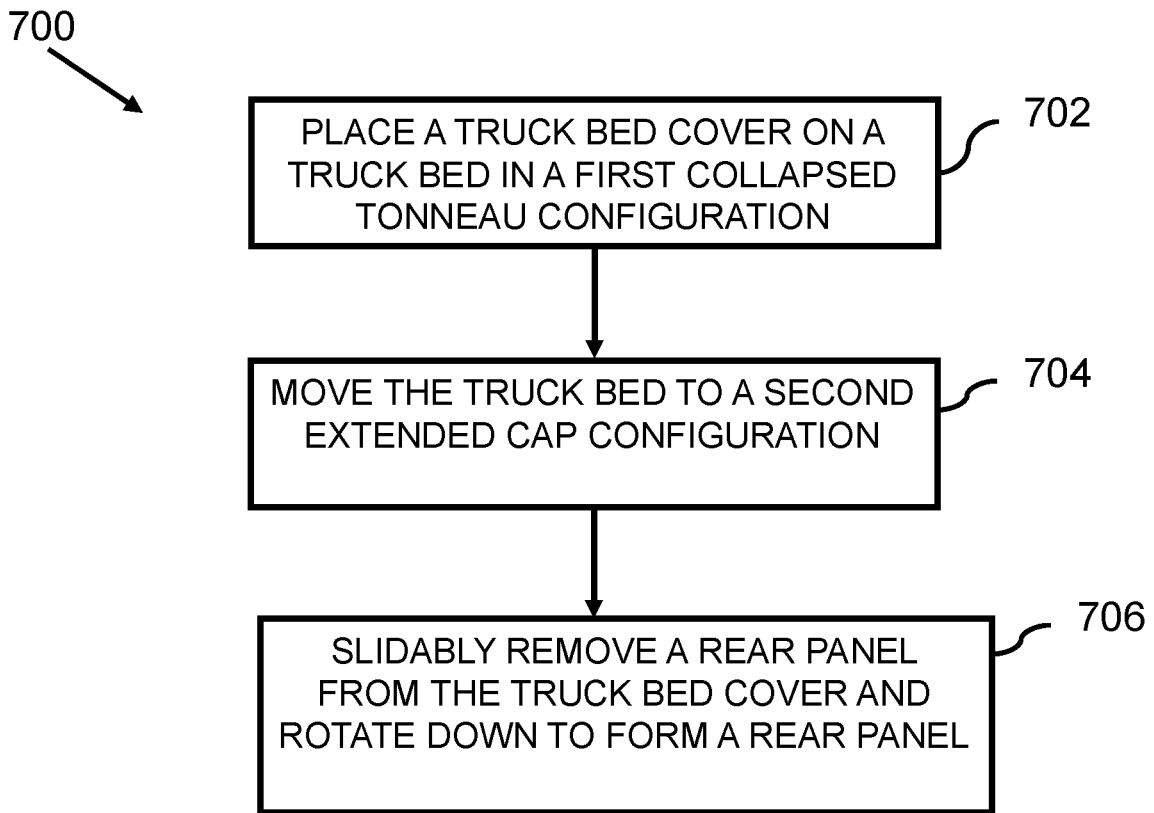 700
PLACE A TRUCK BED COVER ON A
TRUCK BED IN A FIRST COLLAPSED
TONNEAU CONFIGURATION
702
MOVE THE TRUCK BED TO A SECOND
EXTENDED CAP CONFIGURATION
704
SLIDABLY REMOVE A REAR PANEL
FROM THE TRUCK BED COVER AND
ROTATE DOWN TO FORM A REAR PANEL
706